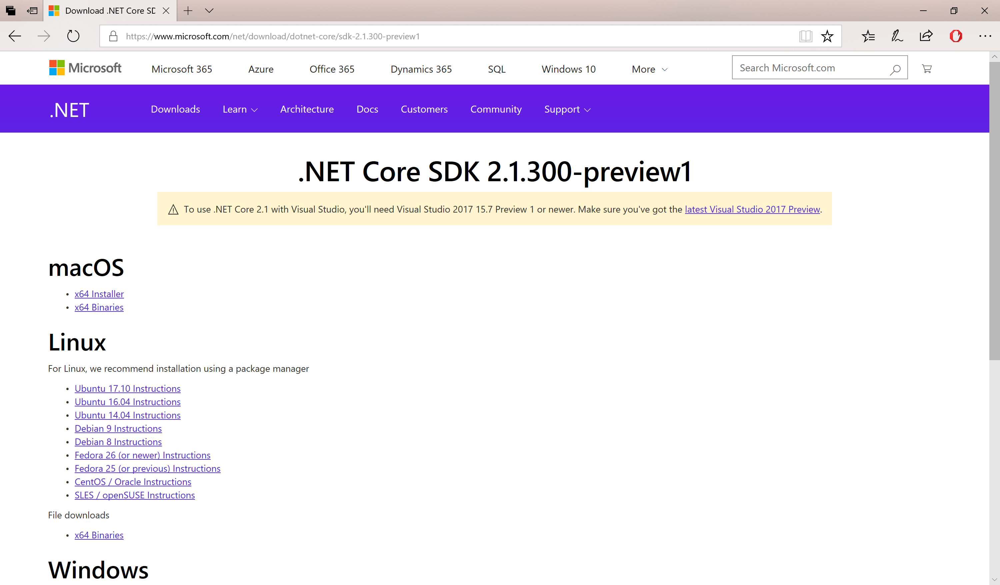 Download .NET Core SD
https://www.microsoft.com/net/download/dotnet-core/sdk-2.1.300-preview1
Microsoft
Microsoft 365
Azure
Office 365
Dynamics 365
SQL
Windows 10
More
Search Microsoft.com
.NET
Downloads
Learn
Architecture
Docs
Customers
Community
Support
.NET Core SDK 2.1.300-preview1
To use .NET Core 2.1 with Visual Studio, you'll need Visual Studio 2017 15.7 Preview 1 or newer. Make sure you've got the latest Visual Studio 2017 Preview.
macOS
• x64 Installer
• x64 Binaries
Linux
For Linux, we recommend installation using a package manager
• Ubuntu 17.10 Instructions
• Ubuntu 16.04 Instructions
• Ubuntu 14.04 Instructions
• Debian 9 Instructions
• Debian 8 Instructions
• Fedora 26 (or newer) Instructions
• Fedora 25 (or previous) Instructions
• CentOS / Oracle Instructions
• SLES / openSUSE Instructions
File downloads
• x64 Binaries
Windows